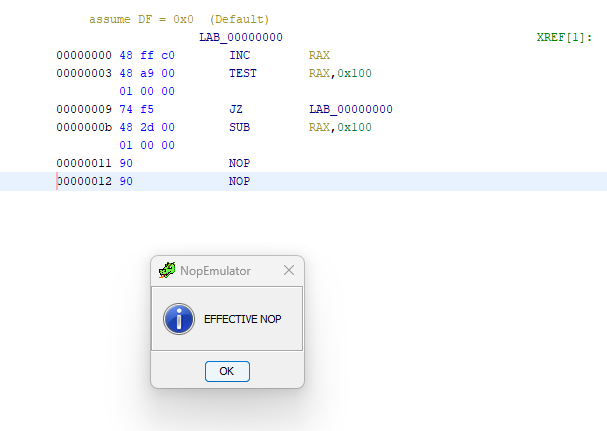 assume DF = 0x0  (Default)
LAB_00000000 XREF[1]:
00000000 48 ff c0 INC RAX
00000003 48 a9 00 TEST RAX,0x100
01 00 00
00000009 74 f5 JZ LAB_00000000
0000000b 48 2d 00 SUB RAX,0x100
01 00 00
00000011 90 NOP
00000012 90 NOP
NopEmulator
EFFECTIVE NOP
OK